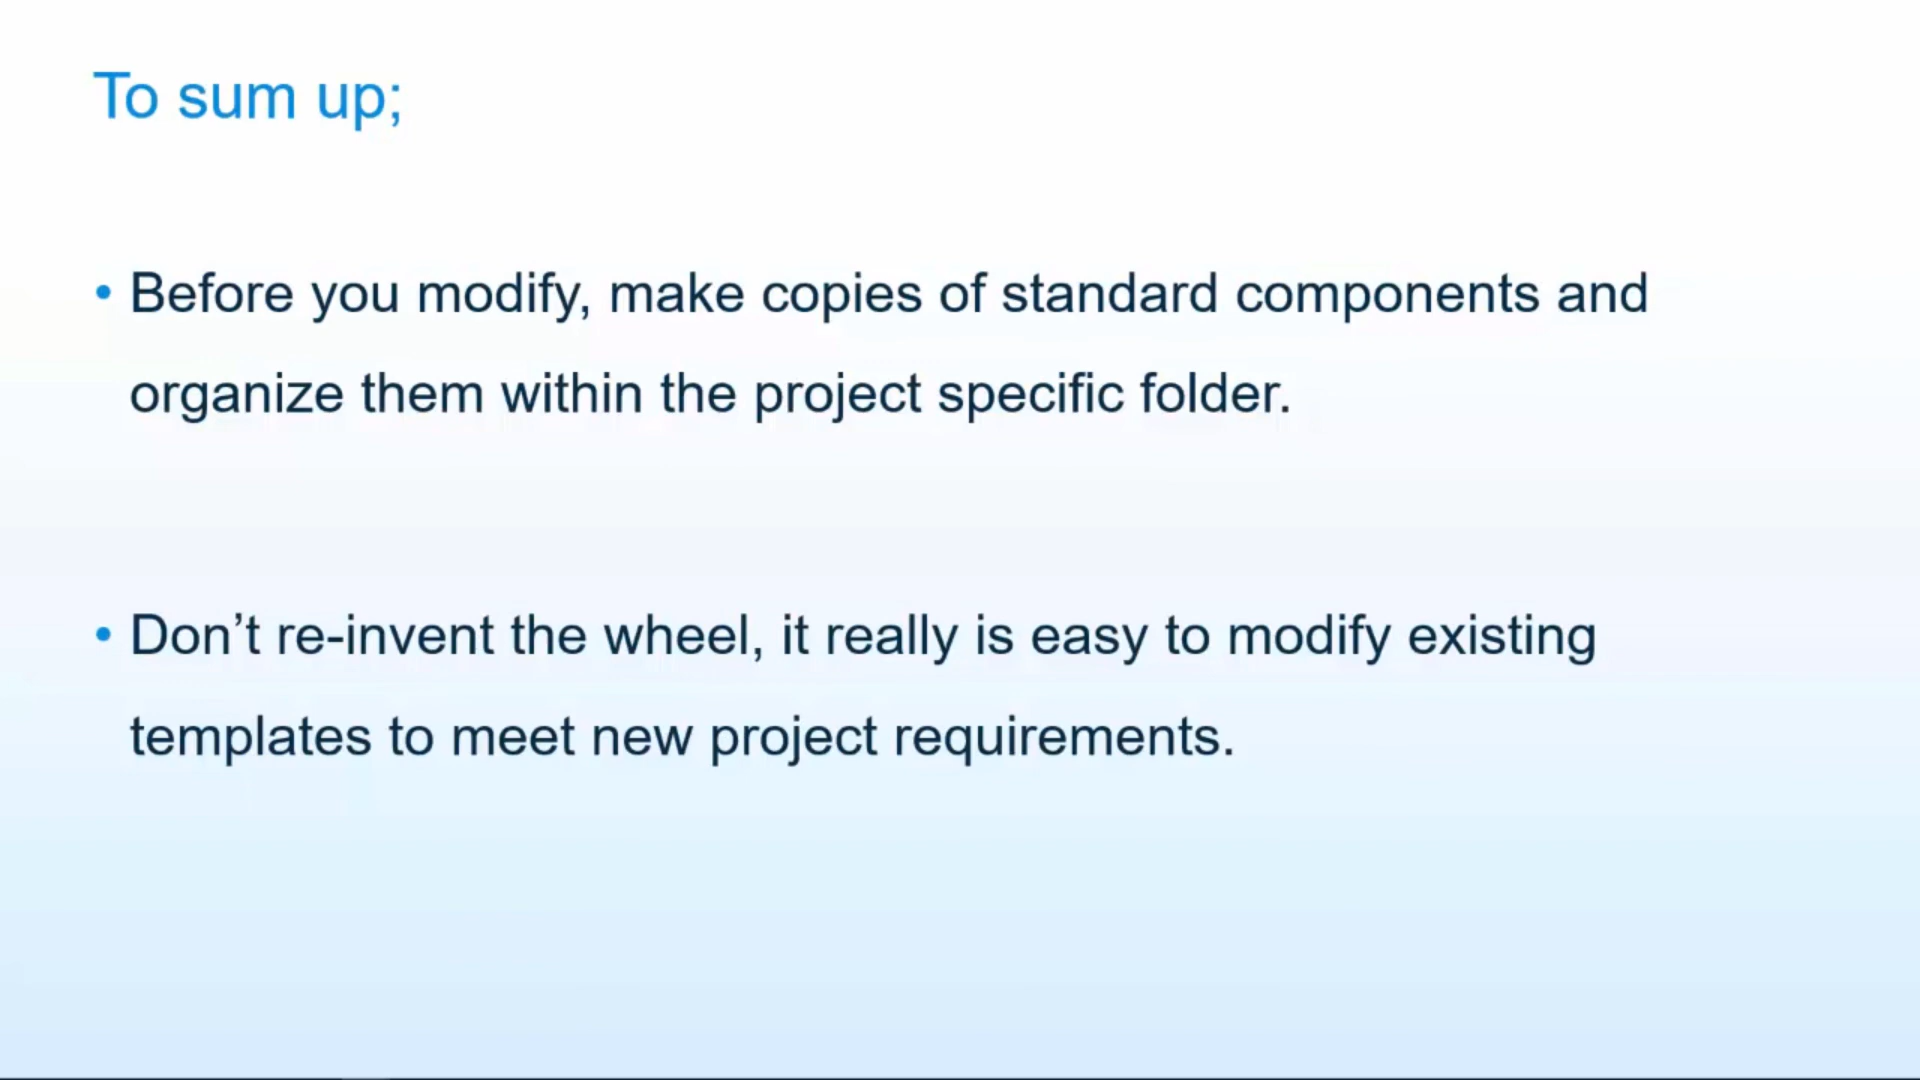 To sum up;
• Before you modify, make copies of standard components and
organize them within the project specific folder.
• Don’t re-invent the wheel, it really is easy to modify existing
templates to meet new project requirements.